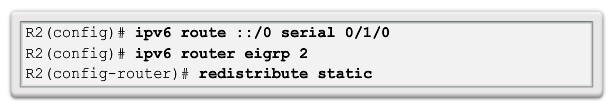 R2(config)# ipv6 route ::/0 serial 0/1/0
R2(config)# ipv6 router eigrp 2
R2(config-router)# redistribute static